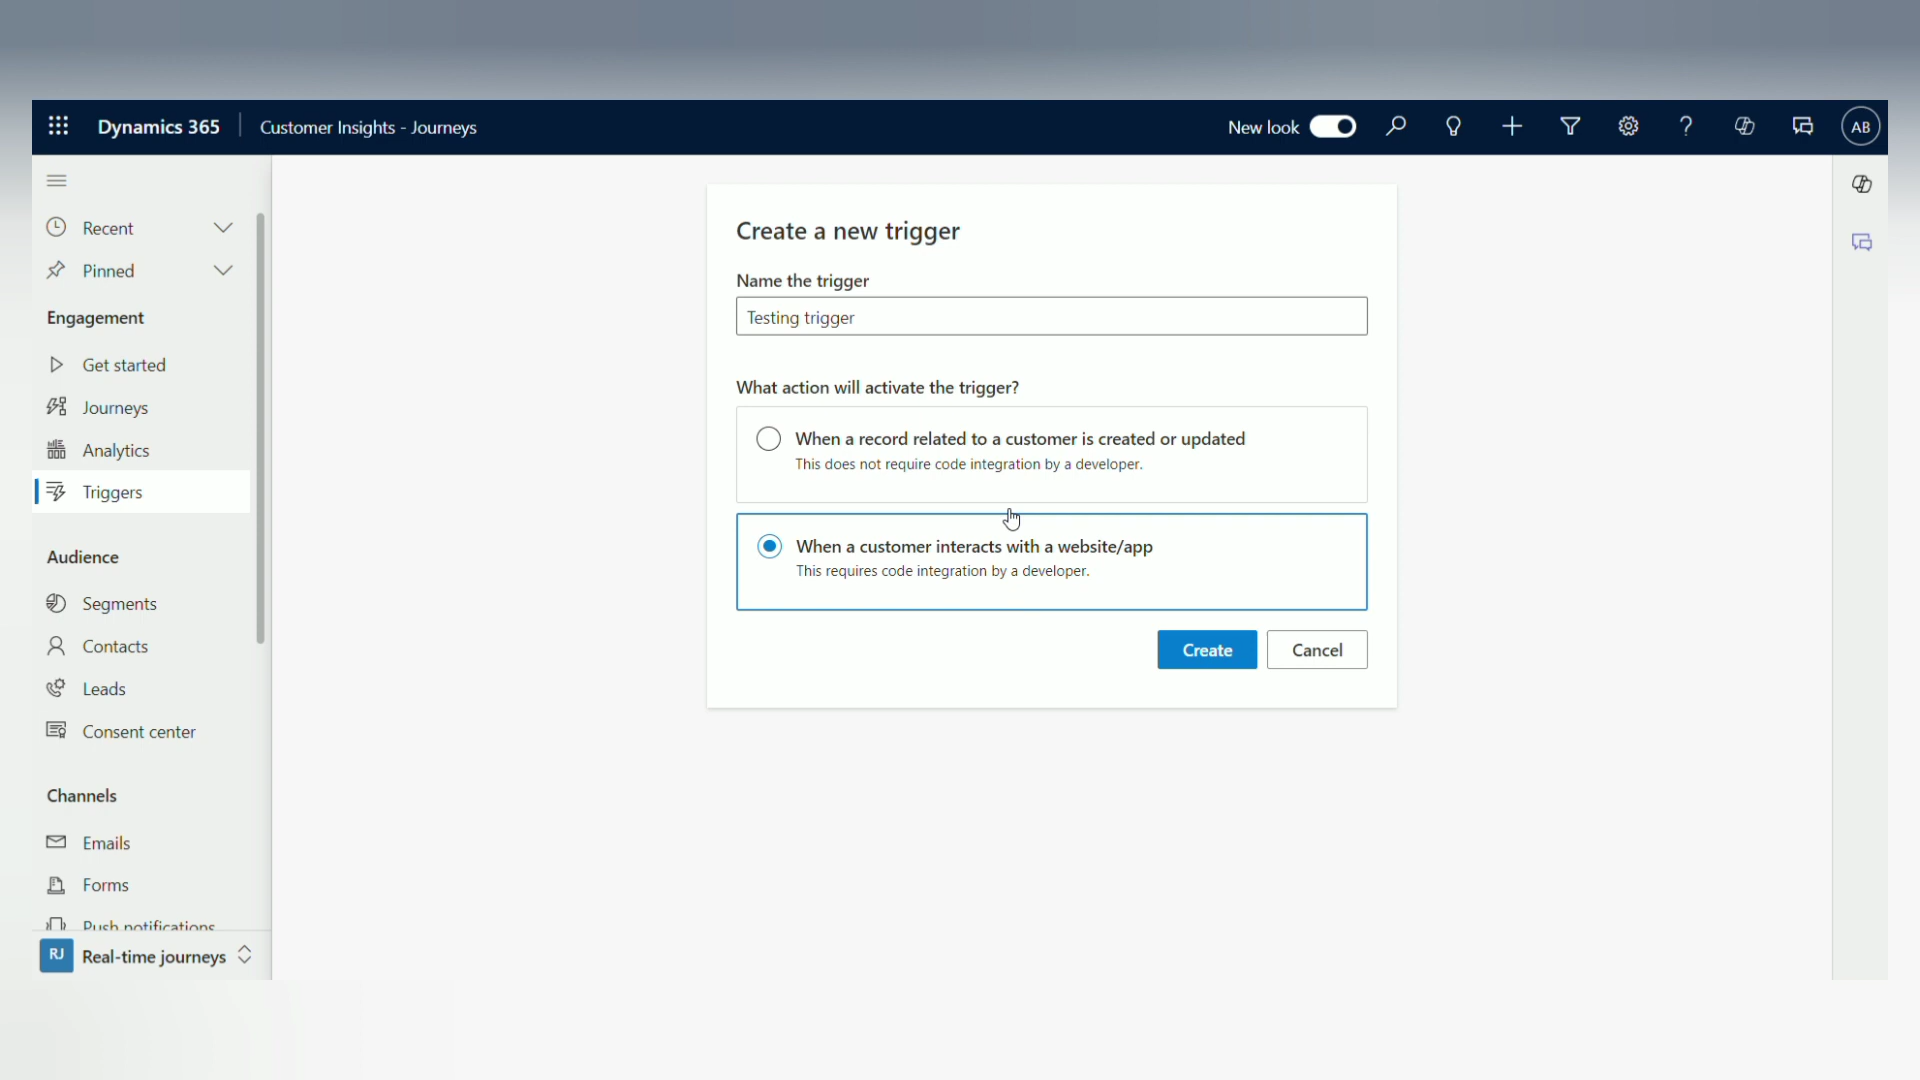 Dynamics 365
Customer Insights - Journeys
New look
AB
Recent
Pinned
Engagement
Get started
Journeys
Analytics
Triggers
Audience
Segments
Contacts
Leads
Consent center
Channels
Emails
Forms
Push notifications
RJ Real-time journeys
Create a new trigger
Name the trigger
Testing trigger
What action will activate the trigger?
When a record related to a customer is created or updated
This does not require code integration by a developer.
When a customer interacts with a website/app
This requires code integration by a developer.
Create
Cancel